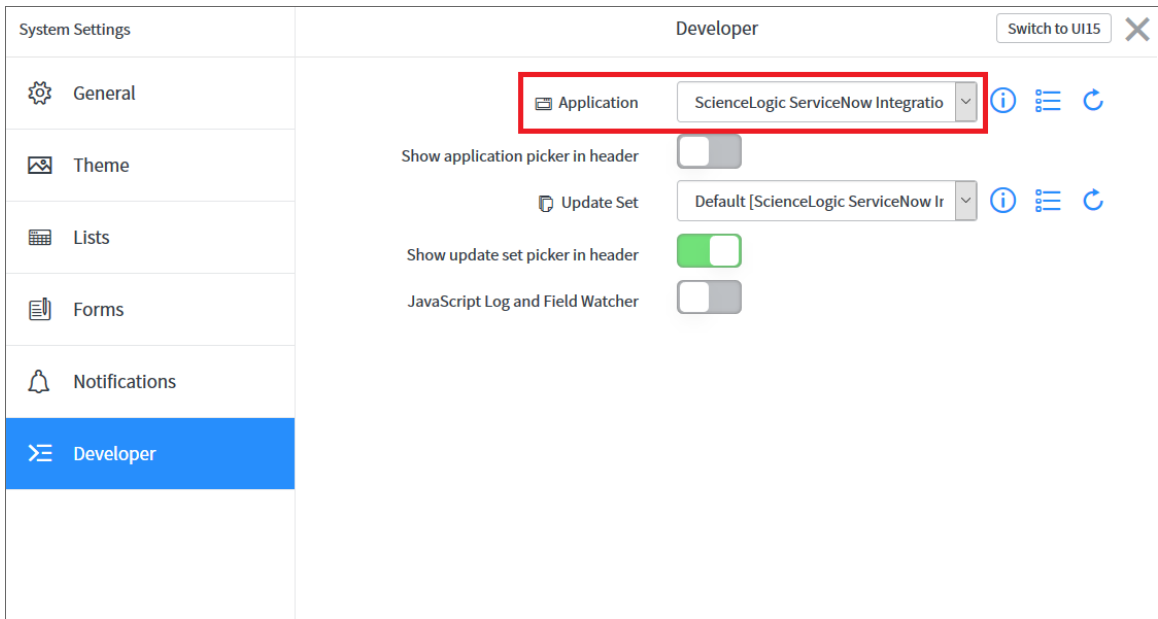 System Settings
Developer
Switch to UI15
General
Application
ScienceLogic ServiceNow Integratio
Theme
Show application picker in header
Update Set
Default [ScienceLogic ServiceNow Ir
Lists
Show update set picker in header
Forms
JavaScript Log and Field Watcher
Notifications
Developer